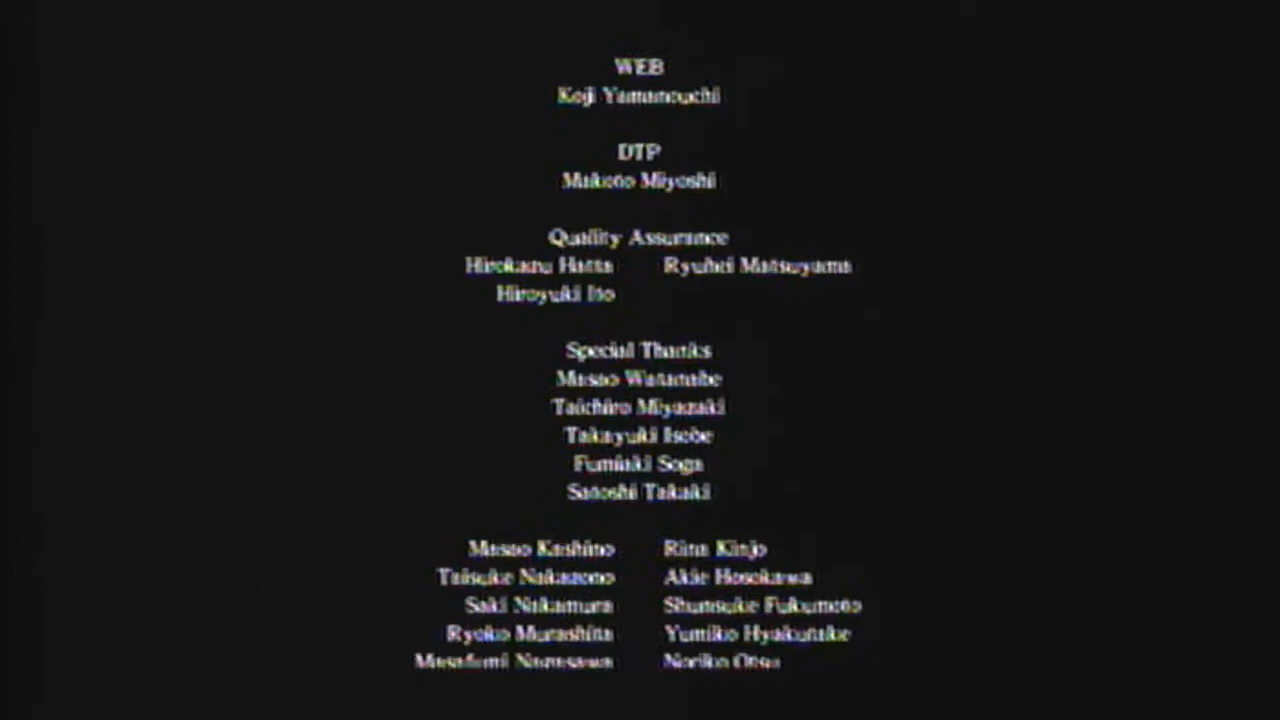 WEB
Koji Yamanouchi
DTP
Makoto Miyoshi
Quality Assurance
Hirokazu Hatta Ryuhei Matsuyama
Hiroyuki Ito
Special Thanks
Masao Watanabe
Taichiro Miyazaki
Takayuki Isobe
Fumiaki Soga
Satoshi Takaki
Masao Kashino Rina Kinjo
Taisuke Nakazono Akie Hosokawa
Saki Nakamura Shunsuke Fukumoto
Ryoko Murashita Yumiko Hyakutake
Masafumi Noriko